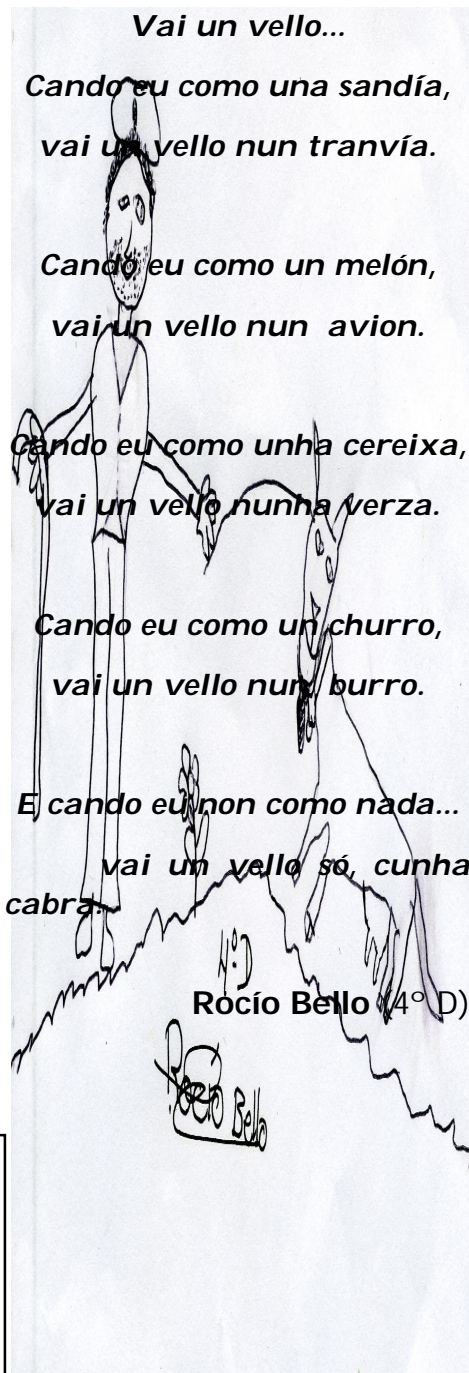 Vai un vello...
Cando eu como una sandía,
vai un vello nun tranvía.
Cando eu como un melón,
vai un vello nun avion.
Cando eu como unha cereixa,
vai un vello nunha verza.
Cando eu como un churro,
vai un vello nun burro.
E cando eu non como nada...
vai un vello só, cunha
cabra.
4º D
Rocío Bello (4º D)
Rocío Bello